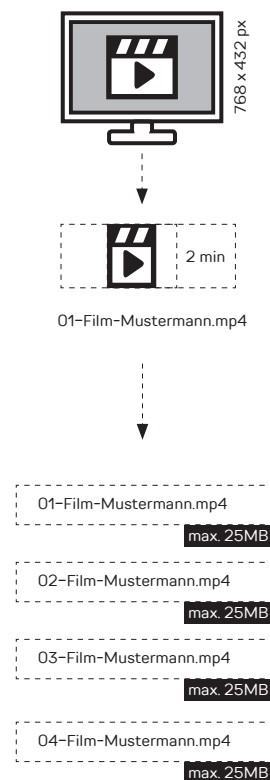 768 x 432 px
2 min
01-Film-Mustermann.mp4
01-Film-Mustermann.mp4
max. 25MB
02-Film-Mustermann.mp4
max. 25MB
03-Film-Mustermann.mp4
max. 25MB
04-Film-Mustermann.mp4
max. 25MB